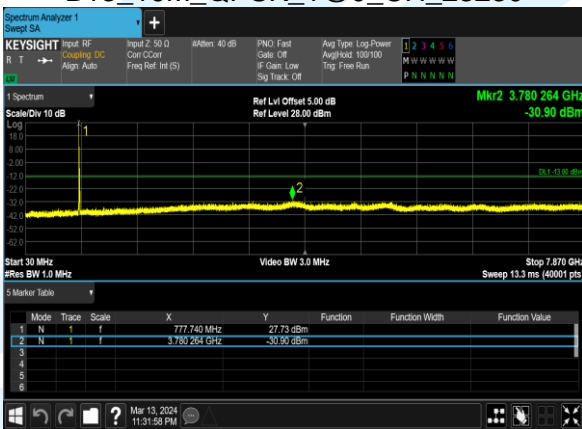 Spectrum Analyzer 1
Swept SA
+
KEYSIGHT
R T
LV
Input: RF
Coupling: DC
Align: Auto
Input Z: 50 Ω
Corr CCorr
Freq Ref: Int (S)
#Atten: 40 dB
PNO: Fast
Gate: Off
IF Gain: Low
Sig Track: Off
Avg Type: Log-Power
Avg|Hold: 100/100
Trig: Free Run
1 2 3 4 5 6
M W W W W W
P N N N N N
1 Spectrum
Scale/Div 10 dB
Ref Lvl Offset 5.00 dB
Ref Level 28.00 dBm
Mkr2 3.780 264 GHz
-30.90 dBm
Log
18.0
8.00
-2.00
-12.0
-22.0
-32.0
-42.0
-52.0
-62.0
1
2
DL1 -13.00 dBm
Start 30 MHz
#Res BW 1.0 MHz
Video BW 3.0 MHz
Stop 7.870 GHz
Sweep 13.3 ms (40001 pts)
5 Marker Table
Mode Trace Scale X Y Function Function Width Function Value
1 N 1 f 777.740 MHz 27.73 dBm
2 N 1 f 3.780 264 GHz -30.90 dBm
3
4
5
6
?
Mar 13, 2024
11:31:58 PM